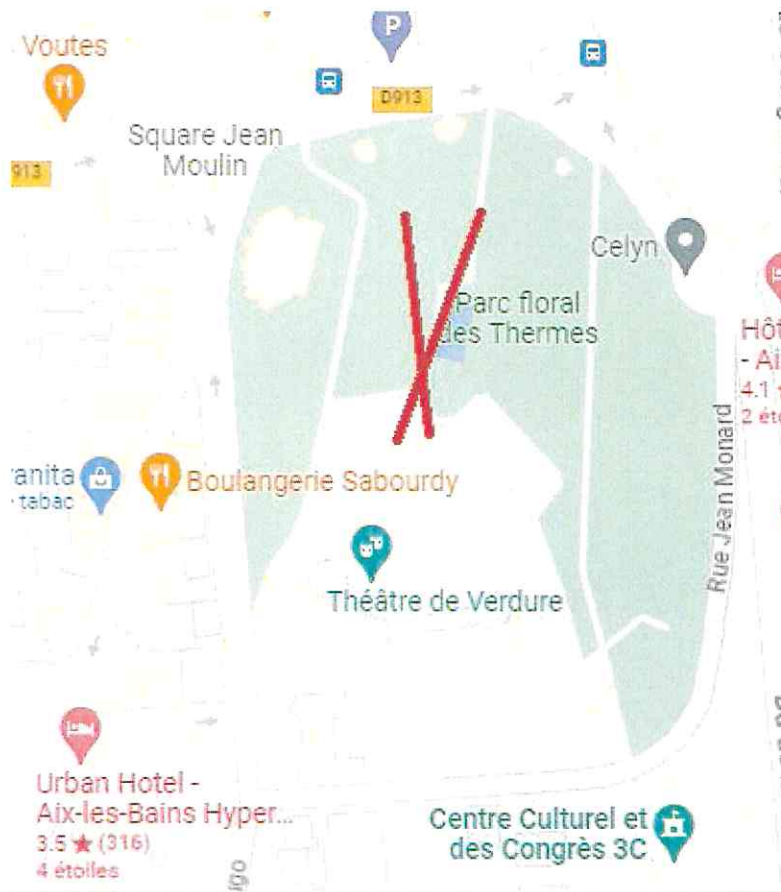 P
Voutes
D913
Square Jean
Moulin
913
Celyn
Parc floral
des Thermes
Hôt
- Ai
4.1
2 éto
Rue Jean Monard
anita
tabac
Boulangerie Sabourdy
Théâtre de Verdure
Urban Hotel -
Aix-les-Bains Hyper...
3.5 ★ (316)
4 étoiles
Centre Culturel et
des Congrès 3C
ugo